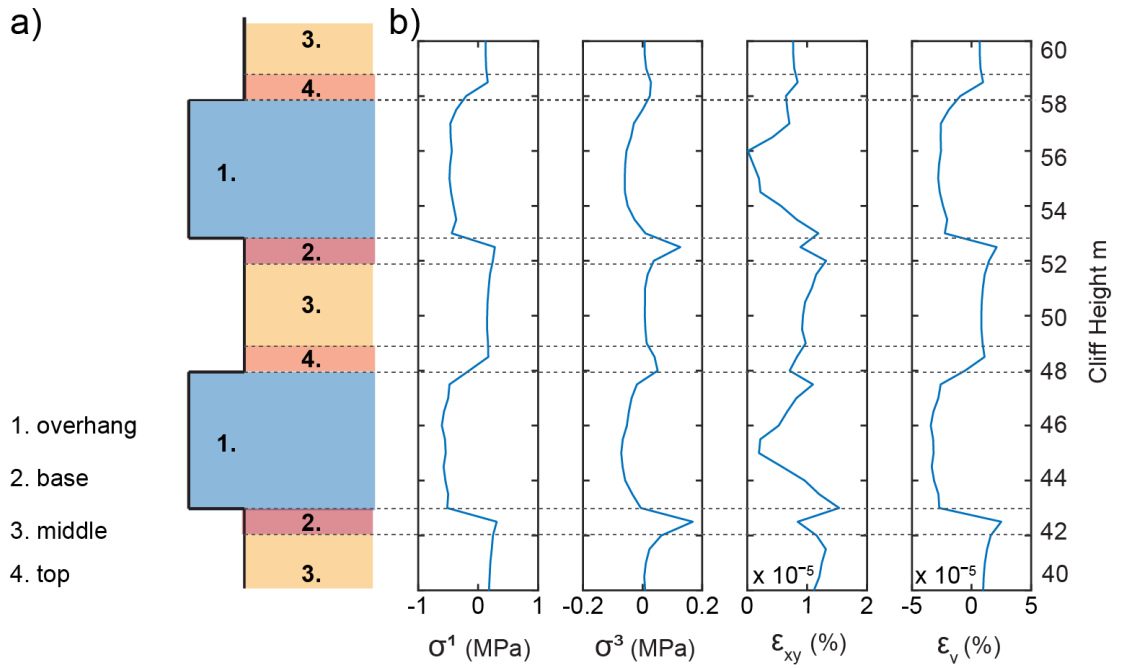 a)
b)
3.
4.
1.
2.
3.
4.
1.
2.
3.
1. overhang
2. base
3. middle
4. top
60
58
56
54
52
50
48
46
44
42
40
Cliff Height m
x 10⁻⁵
x 10⁻⁵
-1 0 1
-0.2 0 0.2
0 1 2
-5 0 5
σ¹ (MPa)
σ³ (MPa)
εxy (%)
εv (%)